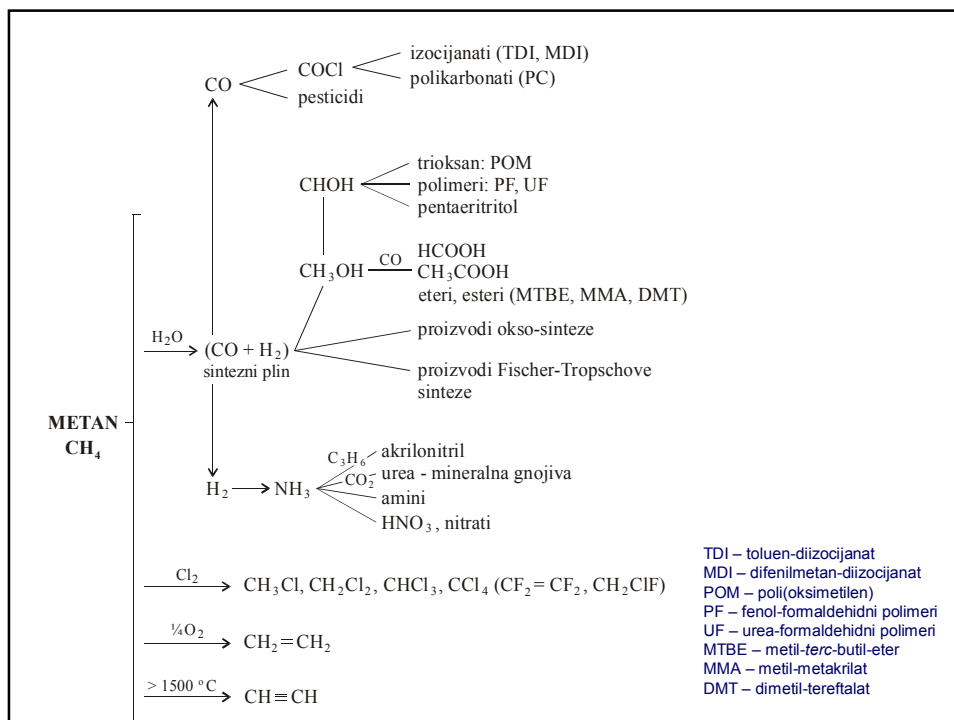 izocijanati (TDI, MDI)
COCl
polikarbonati (PC)
CO
pesticidi
trioksan: POM
CHOH
polimeri: PF, UF
pentaeritritol
HCOOH
CH₃OH CO CH₃COOH
eteri, esteri (MTBE, MMA, DMT)
proizvodi okso-sinteze
H₂O
(CO + H₂)
sintezni plin
proizvodi Fischer-Tropschove
sinteze
METAN
CH₄
C₃H₆ akrilonitril
CO₂ urea - mineralna gnojiva
H₂ NH₃
amini
HNO₃, nitrati
Cl₂
CH₃Cl, CH₂Cl₂, CHCl₃, CCl₄ (CF₂=CF₂, CH₂ClF)
¼O₂
CH₂=CH₂
> 1500 °C
CH≡CH
TDI – toluen-diizocijanat
MDI – difenilmetan-diizocijanat
POM – poli(oksimetilen)
PF – fenol-formaldehidni polimeri
UF – urea-formaldehidni polimeri
MTBE – metil-terc-butil-eter
MMA – metil-metakrilat
DMT – dimetil-tereftalat